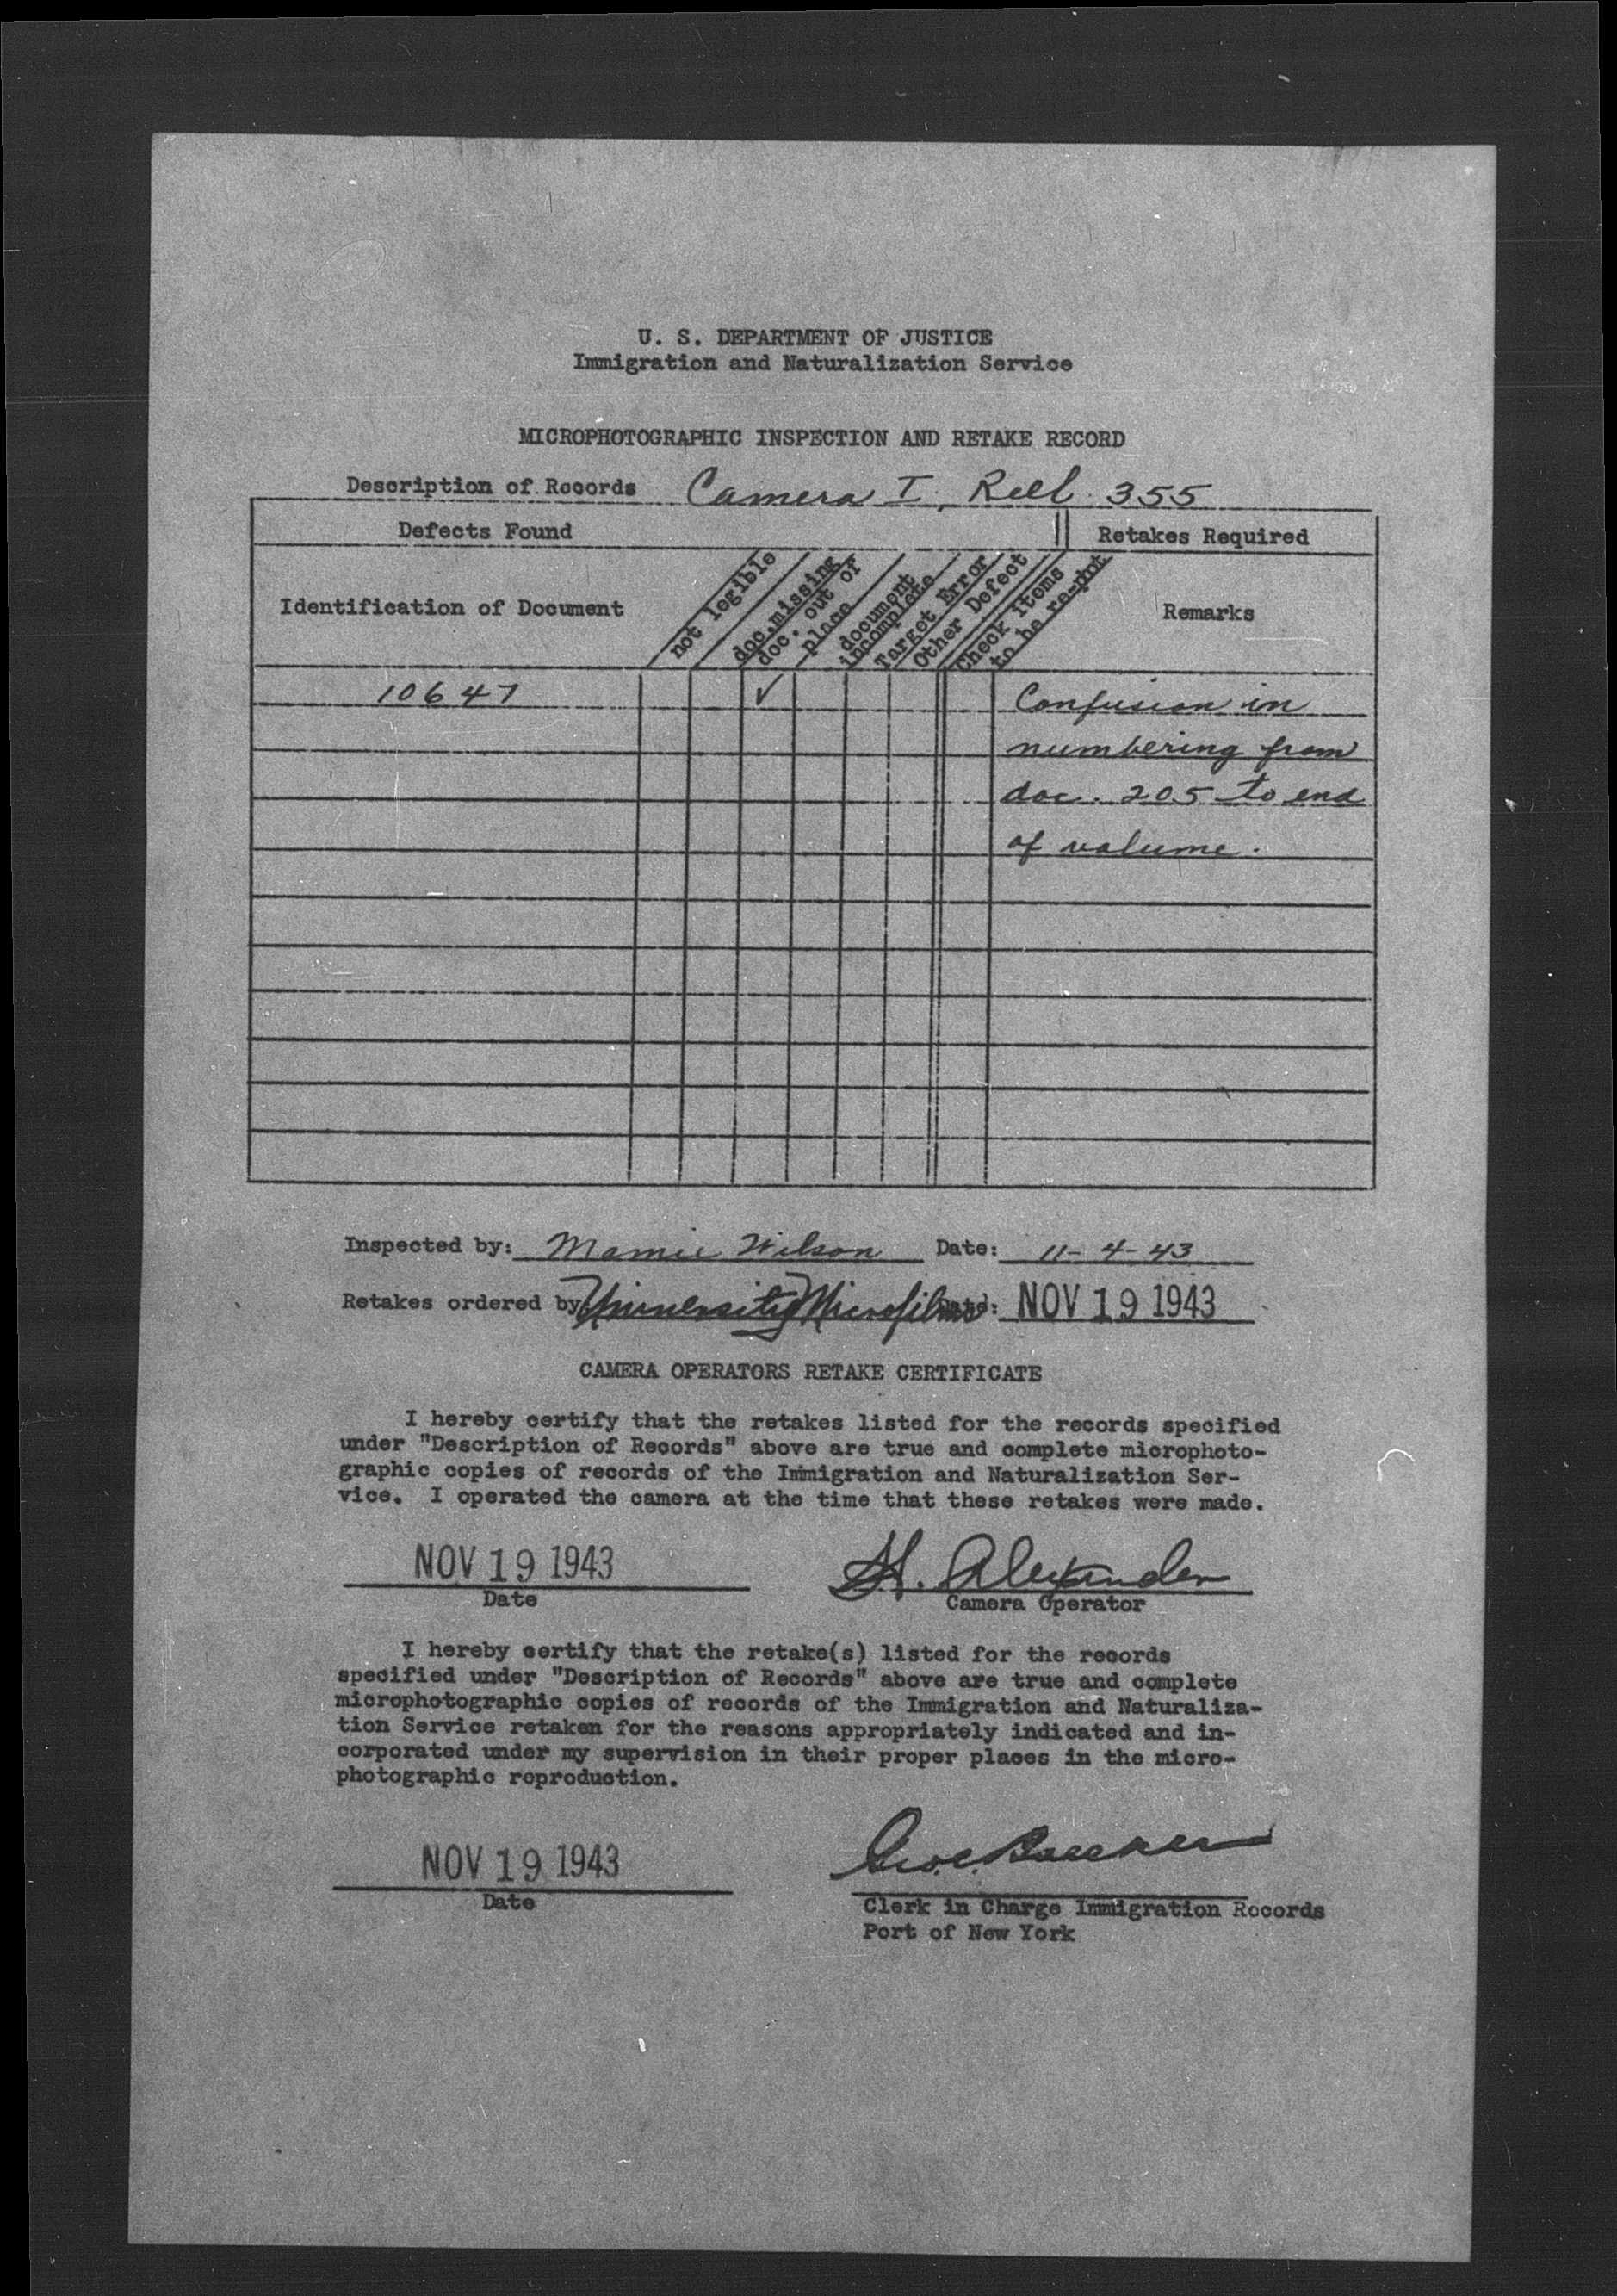 U. S. DEPARTMENT OF JUSTICE
Immigration and Naturalization Service
MICROPHOTOGRAPHIC INSPECTION AND RETAKE RECORD
Description of Records Camera I, Reel 355
Defects Found
Retakes Required
Identification of Document
not legible
doc. missing
doc. out of
place
document
incomplete
Target Error
Other Defect
Check items
to be re-phot
Remarks
10647 ✓ Confusion in
numbering from
doc. 205 to end
of volume.
Inspected by: Mamie Wilson Date: 11-4-43
Retakes ordered by University Microfilms Date: NOV 19 1943
CAMERA OPERATORS RETAKE CERTIFICATE
I hereby certify that the retakes listed for the records specified
under "Description of Records" above are true and complete microphoto-
graphic copies of records of the Immigration and Naturalization Ser-
vice. I operated the camera at the time that these retakes were made.
NOV 19 1943 H. Alexander
Date Camera Operator
I hereby certify that the retake(s) listed for the records
specified under "Description of Records" above are true and complete
microphotographic copies of records of the Immigration and Naturaliza-
tion Service retaken for the reasons appropriately indicated and in-
corporated under my supervision in their proper places in the micro-
photographic reproduction.
NOV 19 1943
Date
Clerk in Charge Immigration Records
Port of New York